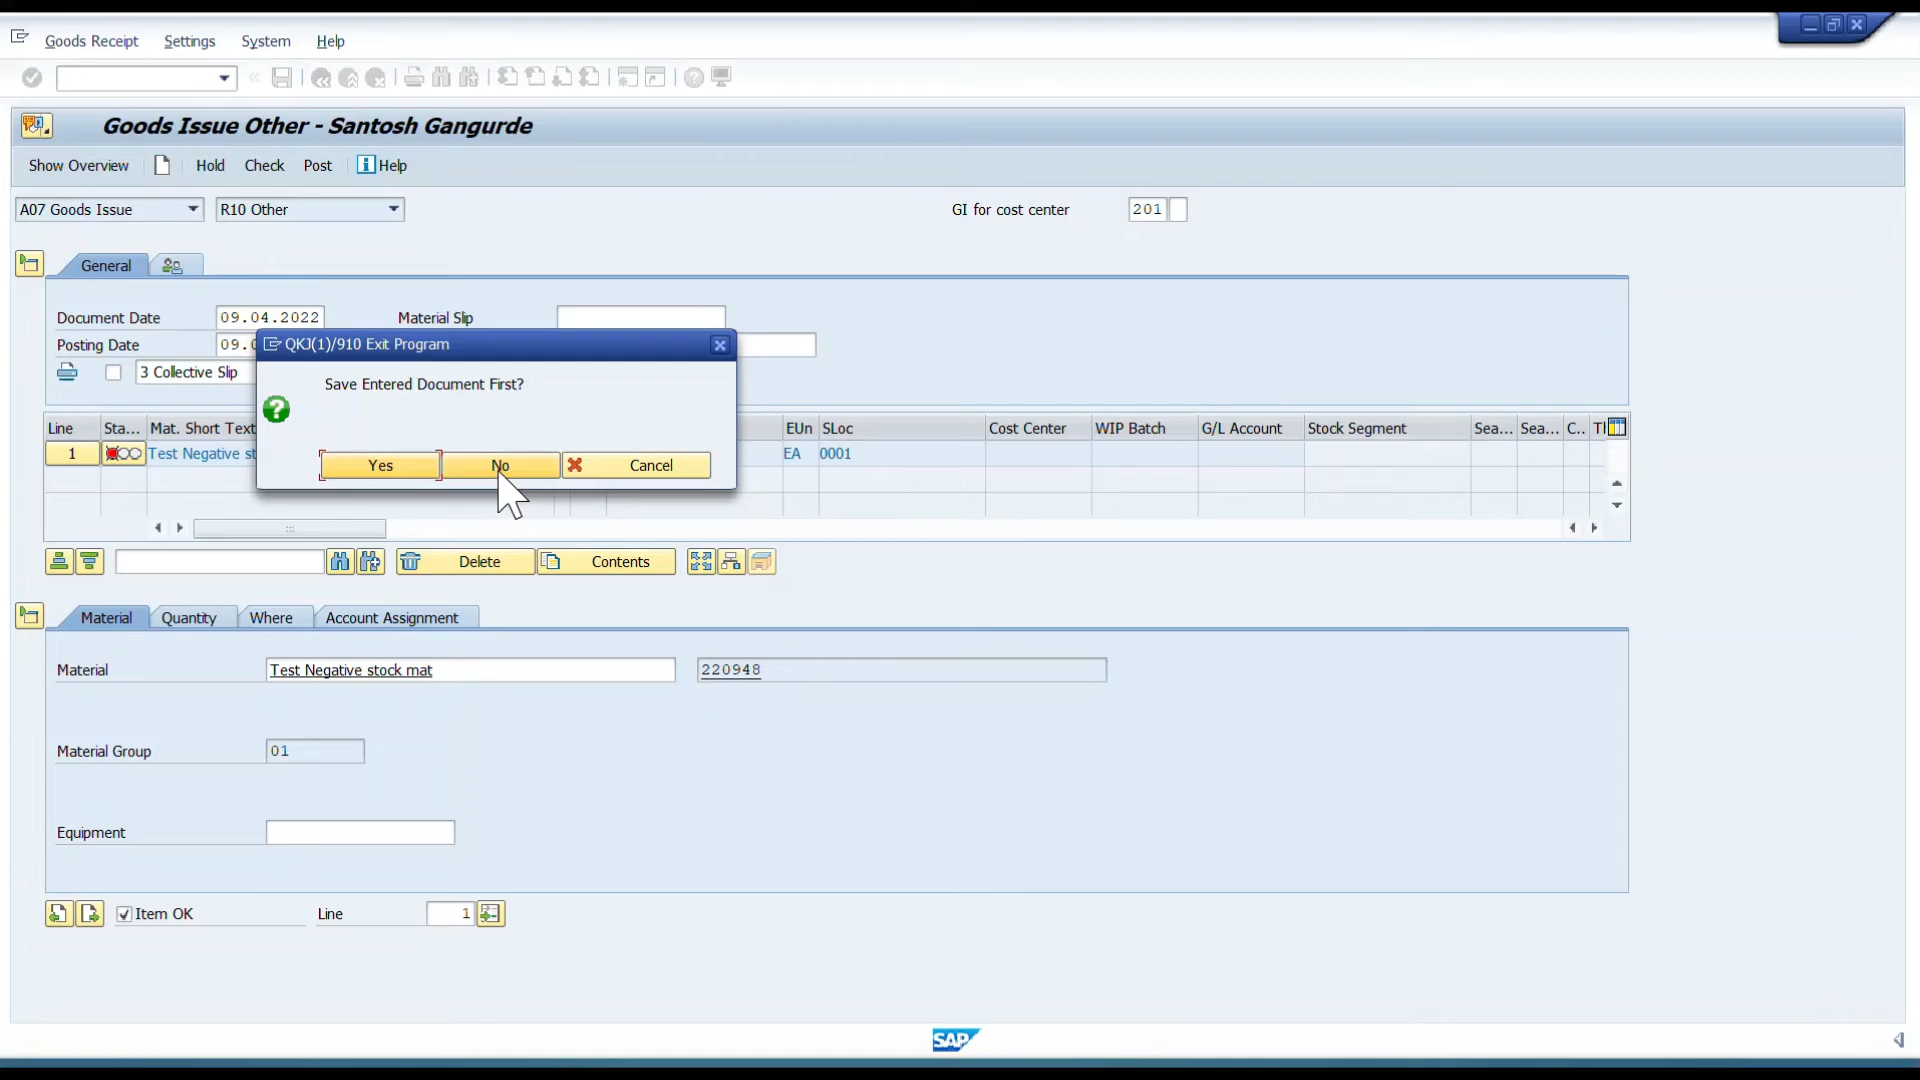 Goods Receipt Settings System Help
Goods Issue Other - Santosh Gangurde
Show Overview Hold Check Post Help
A07 Goods Issue R10 Other GI for cost center 201
General
Document Date 09.04.2022 Material Slip
Posting Date 09.0
3 Collective Slip
QKJ(1)/910 Exit Program
Save Entered Document First?
Yes No Cancel
Line Sta... Mat. Short Text EUn SLoc Cost Center WIP Batch G/L Account Stock Segment Sea... Sea... C..
1 Test Negative st EA 0001
Delete Contents
Material Quantity Where Account Assignment
Material Test Negative stock mat 220948
Material Group 01
Equipment
Item OK Line 1
SAP